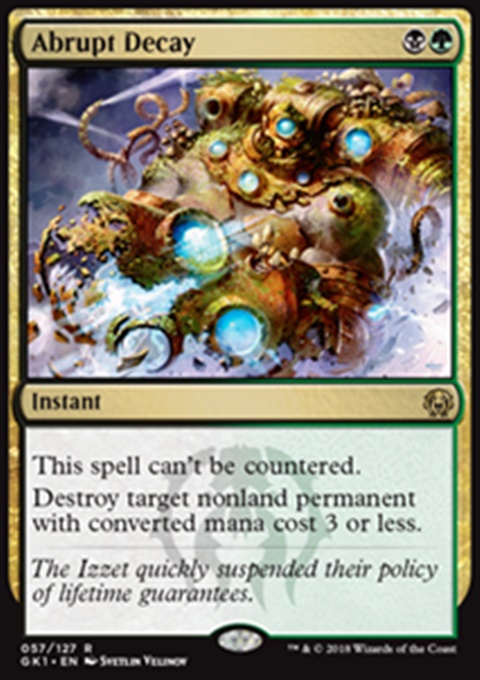 Abrupt Decay
Instant
This spell can't be countered.
Destroy target nonland permanent
with converted mana cost 3 or less.
The Izzet quickly suspended their policy
of lifetime guarantees.
057/127 R
GK1 • EN Svetlin Velinov
™ & © 2018 Wizards of the Coast